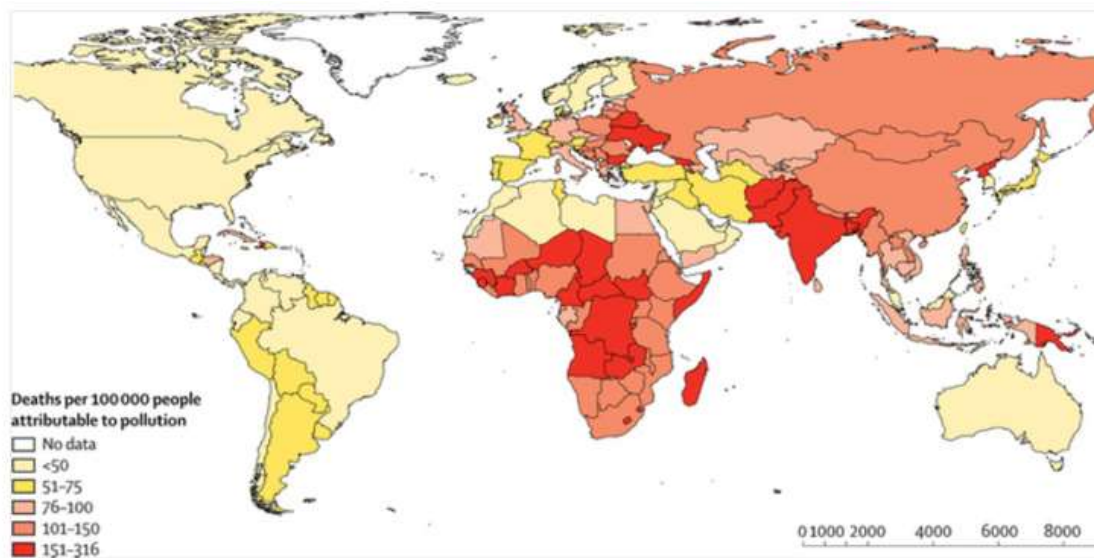 Deaths per 100 000 people
attributable to pollution
No data
<50
51–75
76–100
101–150
151–316
0 1000 2000 4000 6000 8000